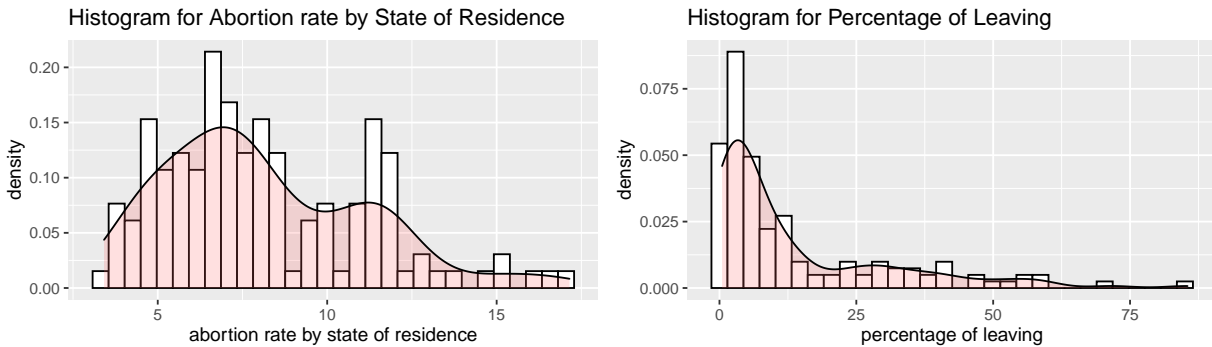 Histogram for Abortion rate by State of Residence
0.20
0.15
0.10
0.05
0.00
density
5 10 15
abortion rate by state of residence
Histogram for Percentage of Leaving
0.075
0.050
0.025
0.000
density
0 25 50 75
percentage of leaving